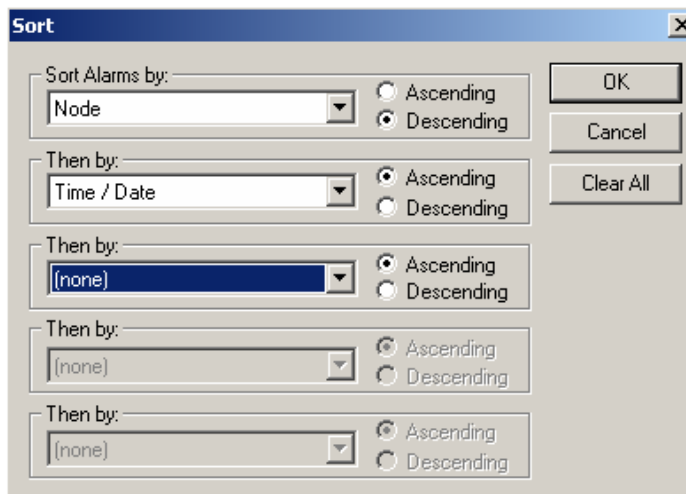 Sort
Sort Alarms by:
Node
Ascending
Descending
OK
Cancel
Clear All
Then by:
Time / Date
Ascending
Descending
Then by:
(none)
Ascending
Descending
Then by:
(none)
Ascending
Descending
Then by:
(none)
Ascending
Descending